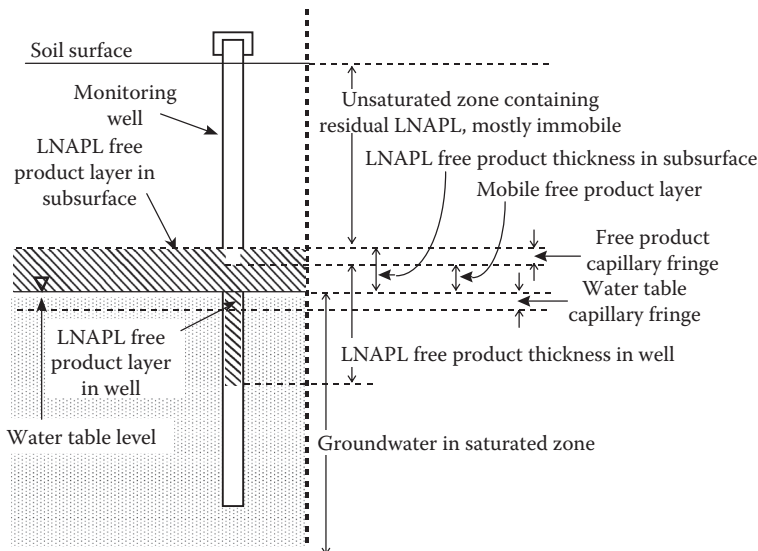 Soil surface
Monitoring
well
LNAPL free
product layer in
subsurface
Unsaturated zone containing
residual LNAPL, mostly immobile
LNAPL free product thickness in subsurface
Mobile free product layer
Free product
capillary fringe
Water table
capillary fringe
LNAPL free
product layer
in well
LNAPL free product thickness in well
Water table level
Groundwater in saturated zone